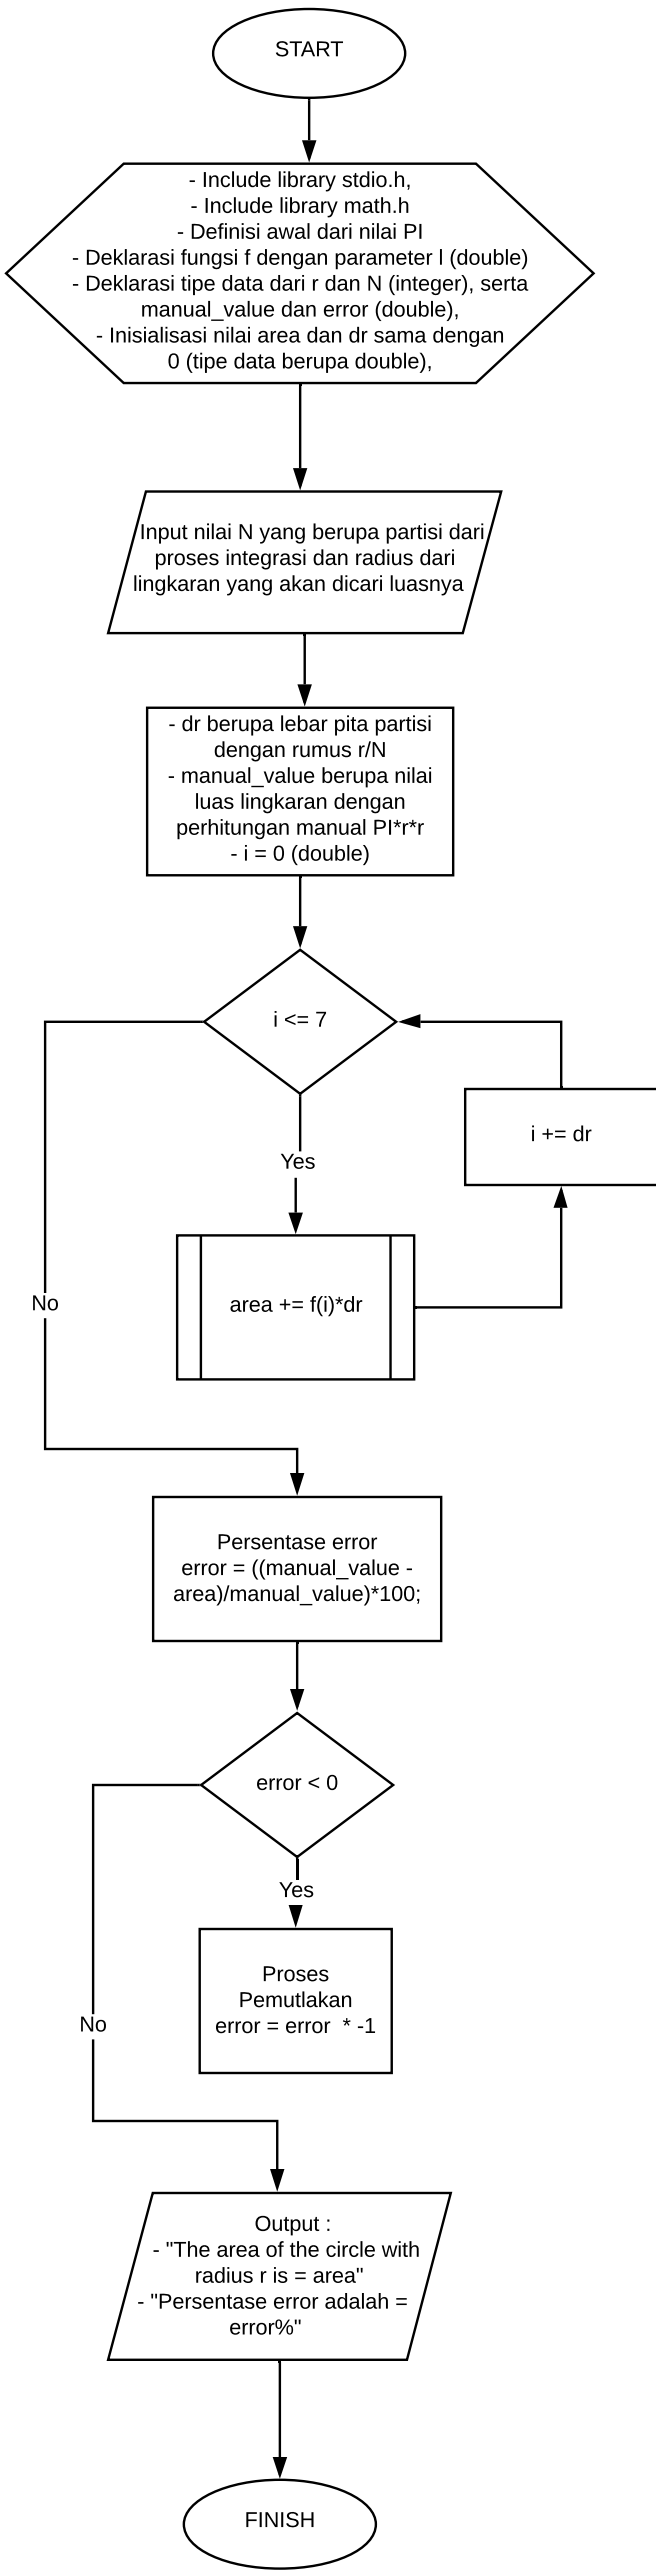 START
- Include library stdio.h,
- Include library math.h
- Definisi awal dari nilai PI
- Deklarasi fungsi f dengan parameter l (double)
- Deklarasi tipe data dari r dan N (integer), serta
manual_value dan error (double),
- Inisialisasi nilai area dan dr sama dengan
0 (tipe data berupa double),
Input nilai N yang berupa partisi dari
proses integrasi dan radius dari
lingkaran yang akan dicari luasnya
- dr berupa lebar pita partisi
dengan rumus r/N
- manual_value berupa nilai
luas lingkaran dengan
perhitungan manual PI*r*r
- i = 0 (double)
i <= 7
i += dr
Yes
area += f(i)*dr
No
Persentase error
error = ((manual_value -
area)/manual_value)*100;
error < 0
Yes
Proses
Pemutlakan
error = error  * -1
No
Output :
- "The area of the circle with
radius r is = area"
- "Persentase error adalah =
error%"
FINISH